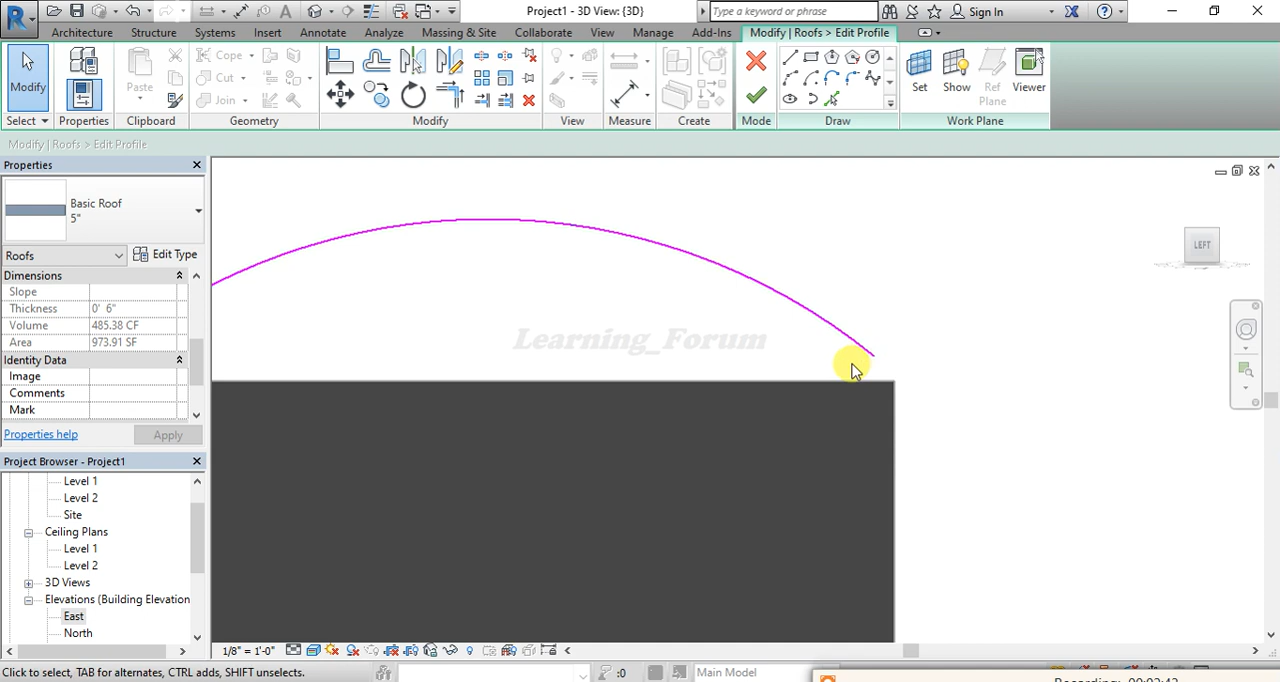 Project1 - 3D View: {3D}
Type a keyword or phrase
Sign In
Architecture
Structure
Systems
Insert
Annotate
Analyze
Massing & Site
Collaborate
View
Manage
Add-Ins
Modify | Roofs > Edit Profile
Modify
Properties
Paste
Cope
Cut
Join
Set
Show
Ref
Plane
Viewer
Select
Properties
Clipboard
Geometry
Modify
View
Measure
Create
Mode
Draw
Work Plane
Modify | Roofs > Edit Profile
Properties
Basic Roof
5"
Roofs
Edit Type
Dimensions
Slope
Thickness
0' 6"
Volume
485.38 CF
Area
973.91 SF
Identity Data
Image
Comments
Mark
Properties help
Apply
Project Browser - Project1
Level 1
Level 2
Site
Ceiling Plans
Level 1
Level 2
3D Views
Elevations (Building Elevation
East
North
Learning_Forum
LEFT
1/8" = 1'-0"
Click to select, TAB for alternates, CTRL adds, SHIFT unselects.
:0
Main Model